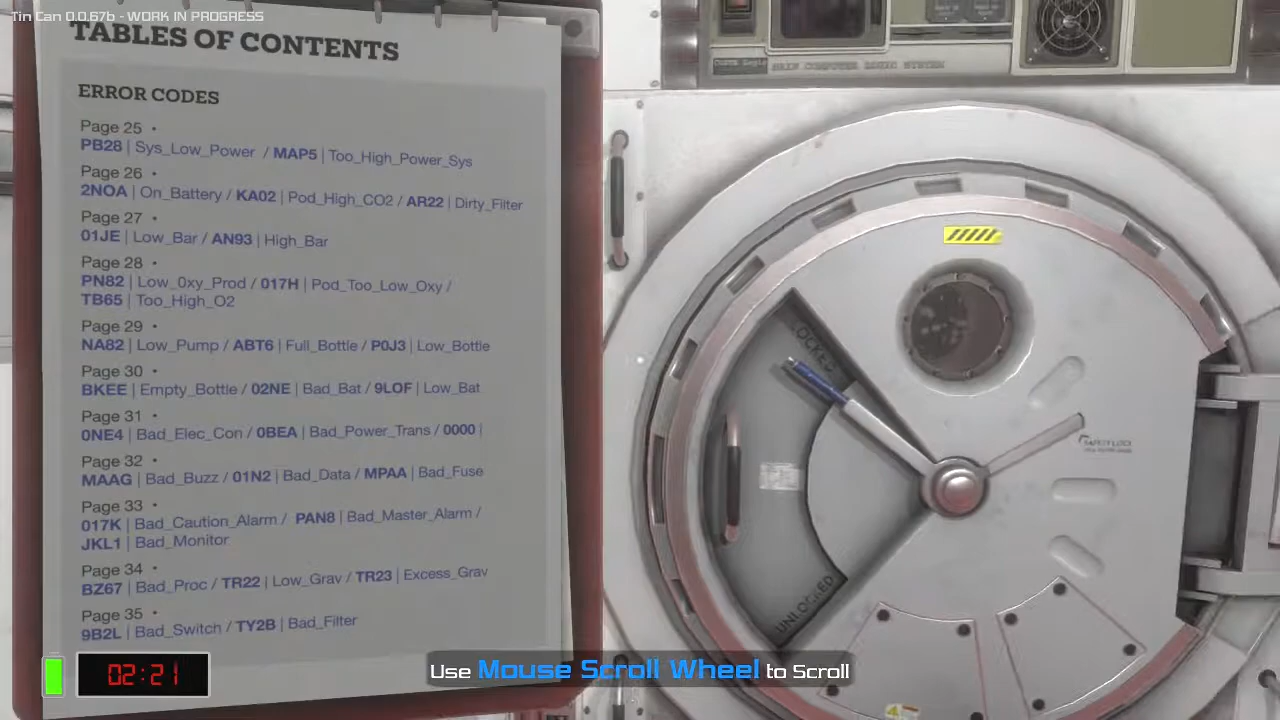 Tin Can 0.0.67b - WORK IN PROGRESS
TABLES OF CONTENTS
ERROR CODES
Page 25 •
PB28 | Sys_Low_Power / MAP5 | Too_High_Power_Sys
Page 26 •
2NOA | On_Battery / KA02 | Pod_High_CO2 / AR22 | Dirty_Filter
Page 27 •
01JE | Low_Bar / AN93 | High_Bar
Page 28 •
PN82 | Low_0xy_Prod / 017H | Pod_Too_Low_Oxy /
TB65 | Too_High_O2
Page 29 •
NA82 | Low_Pump / ABT6 | Full_Bottle / P0J3 | Low_Bottle
Page 30 •
BKEE | Empty_Bottle / 02NE | Bad_Bat / 9LOF | Low_Bat
Page 31 •
0NE4 | Bad_Elec_Con / 0BEA | Bad_Power_Trans / 0000 |
Page 32 •
MAAG | Bad_Buzz / 01N2 | Bad_Data / MPAA | Bad_Fuse
Page 33 •
017K | Bad_Caution_Alarm / PAN8 | Bad_Master_Alarm /
JKL1 | Bad_Monitor
Page 34 •
BZ67 | Bad_Proc / TR22 | Low_Grav / TR23 | Excess_Grav
Page 35 •
9B2L | Bad_Switch / TY2B | Bad_Filter
LOCKED
UNLOCKED
02:21
Use Mouse Scroll Wheel to Scroll